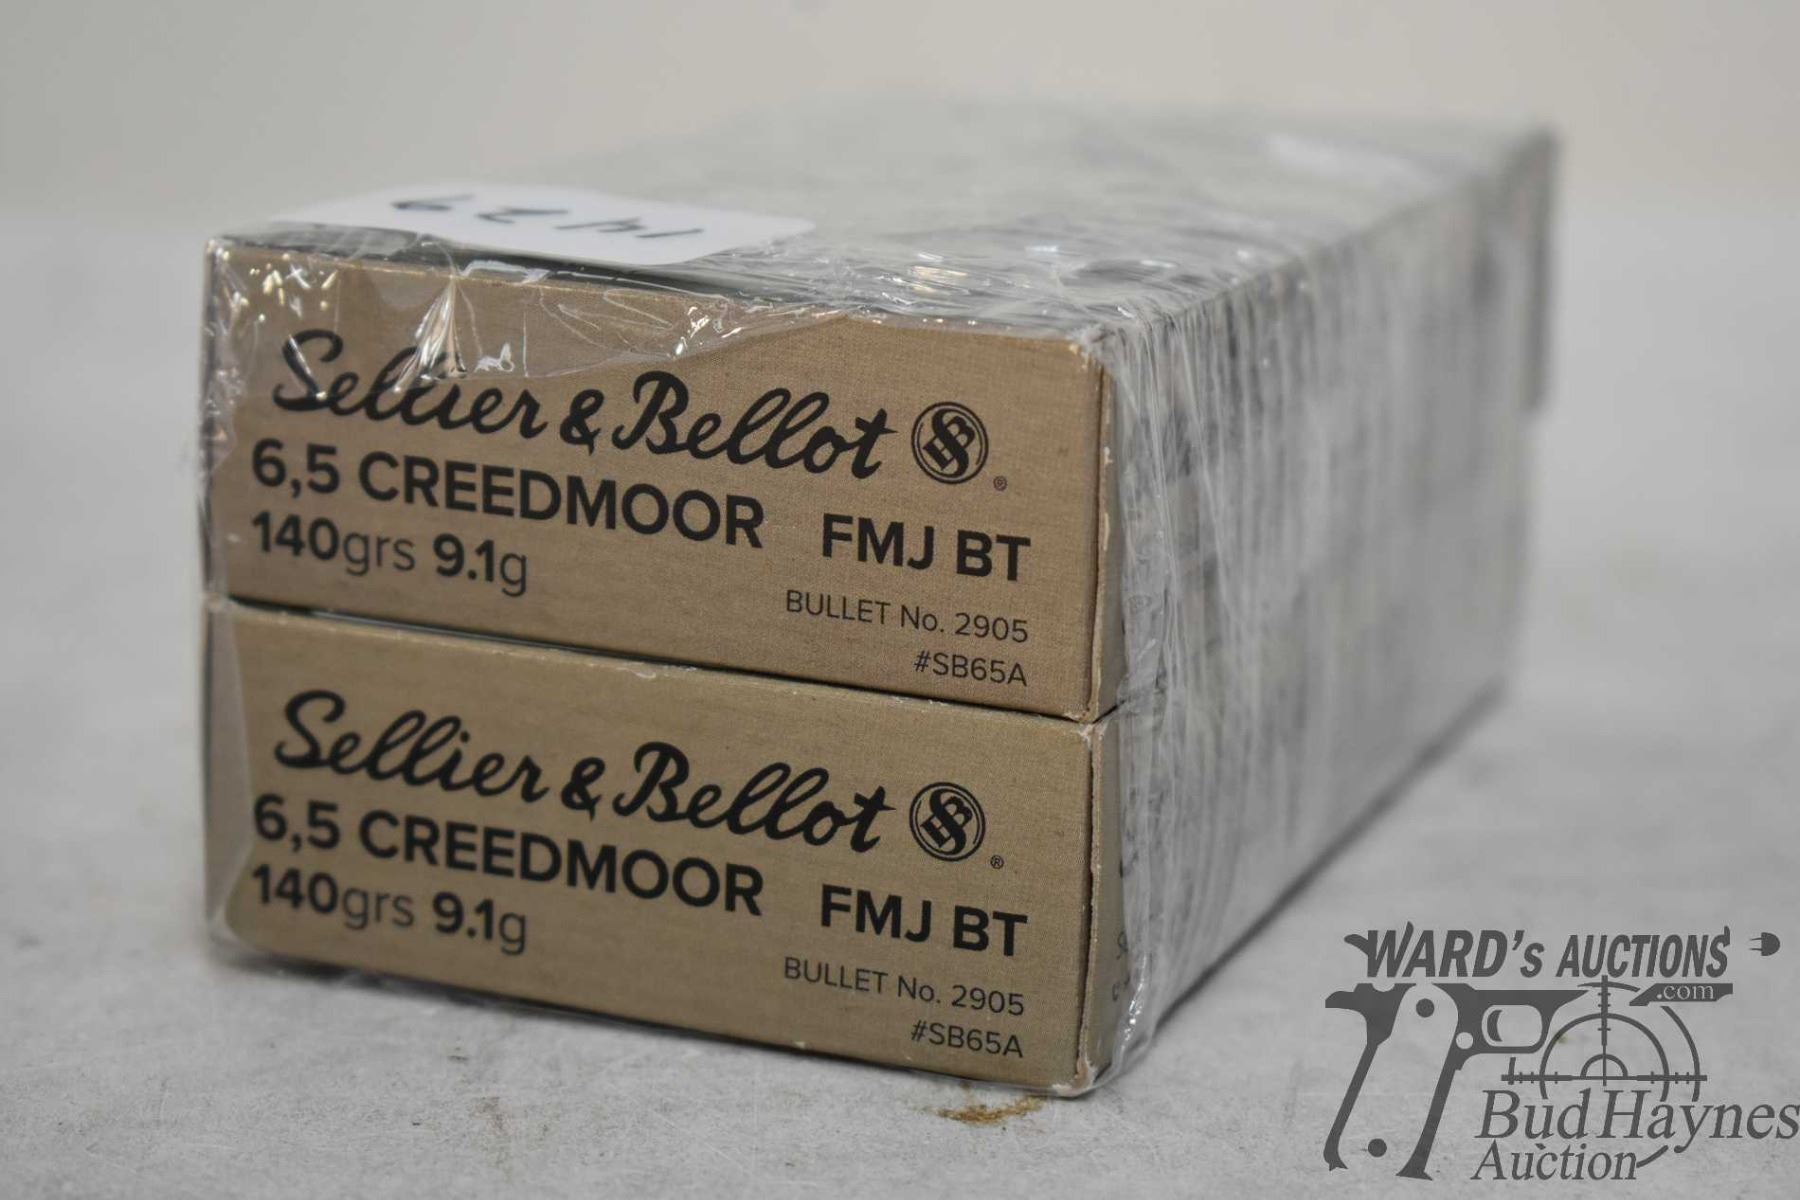 1429
Sellier & Bellot
6,5 CREEDMOOR FMJ BT
140grs 9.1g
BULLET No. 2905
#SB65A
Sellier & Bellot
6,5 CREEDMOOR FMJ BT
140grs 9.1g
BULLET No. 2905
#SB65A
WARD's AUCTIONS
.com
Bud Haynes
Auction